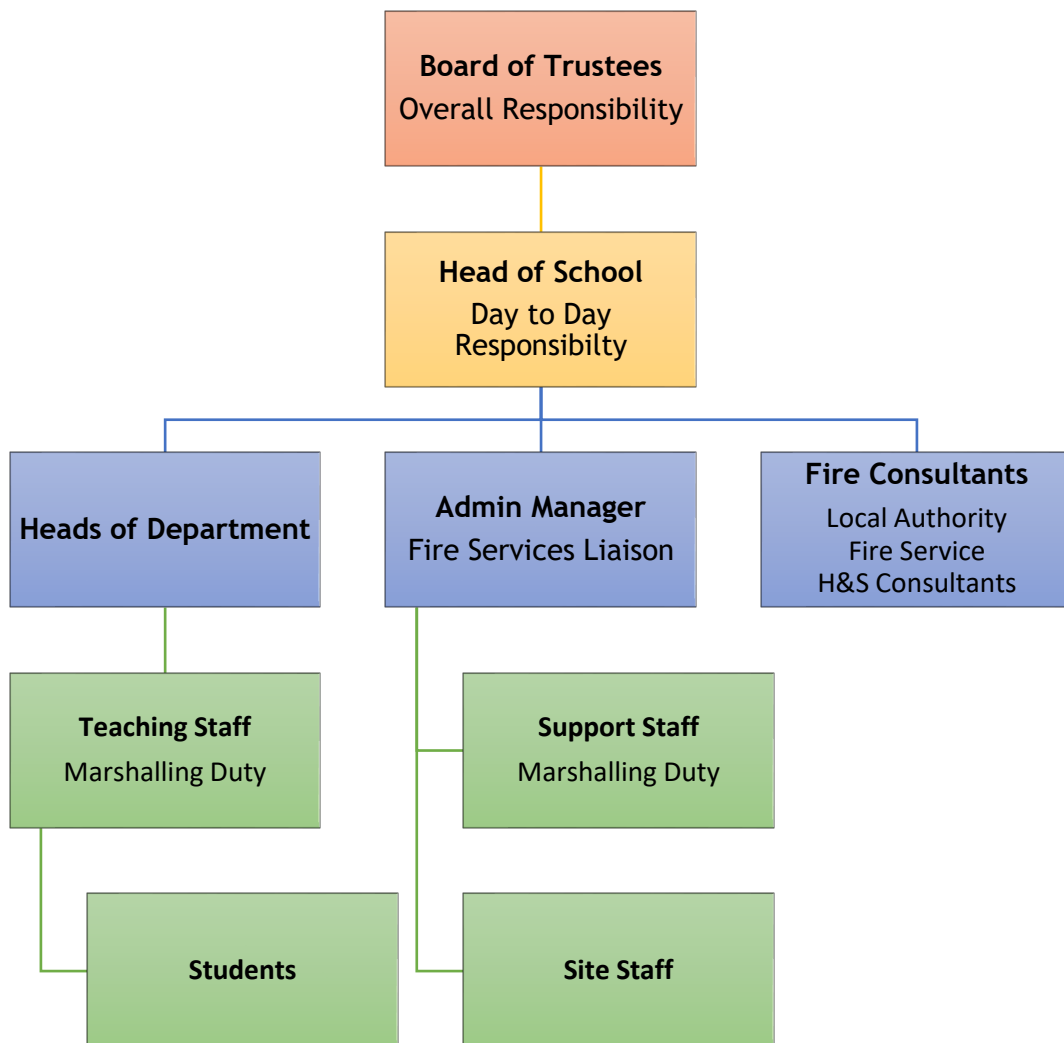 Board of Trustees
Overall Responsibility
Head of School
Day to Day
Responsibilty
Heads of Department
Admin Manager
Fire Services Liaison
Fire Consultants
Local Authority
Fire Service
H&S Consultants
Teaching Staff
Marshalling Duty
Support Staff
Marshalling Duty
Students
Site Staff